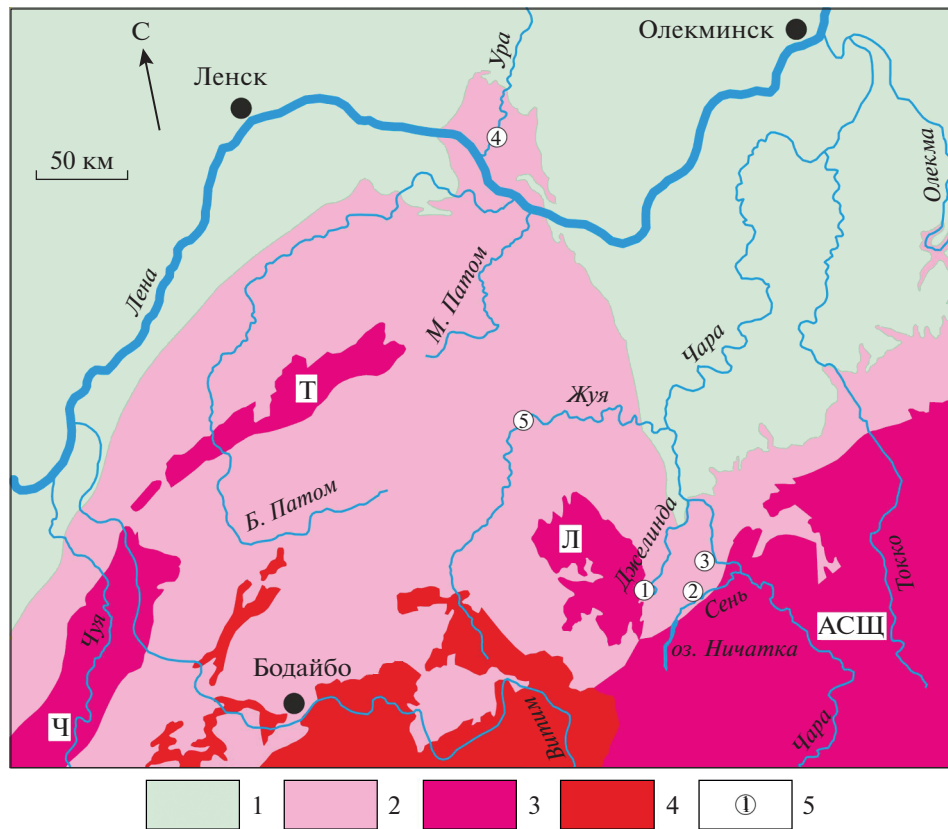 С
Олекминск
Ура
Ленск
4
50 км
Олекма
Лена
М. Патом
Чара
Т
Жуя
5
Б. Патом
Л
Джелинда
3
1
2
Сень
Токко
Чуя
АСЩ
оз. Ничатка
Бодайбо
Ч
Витим
Чара
1 2 3 4 1 5